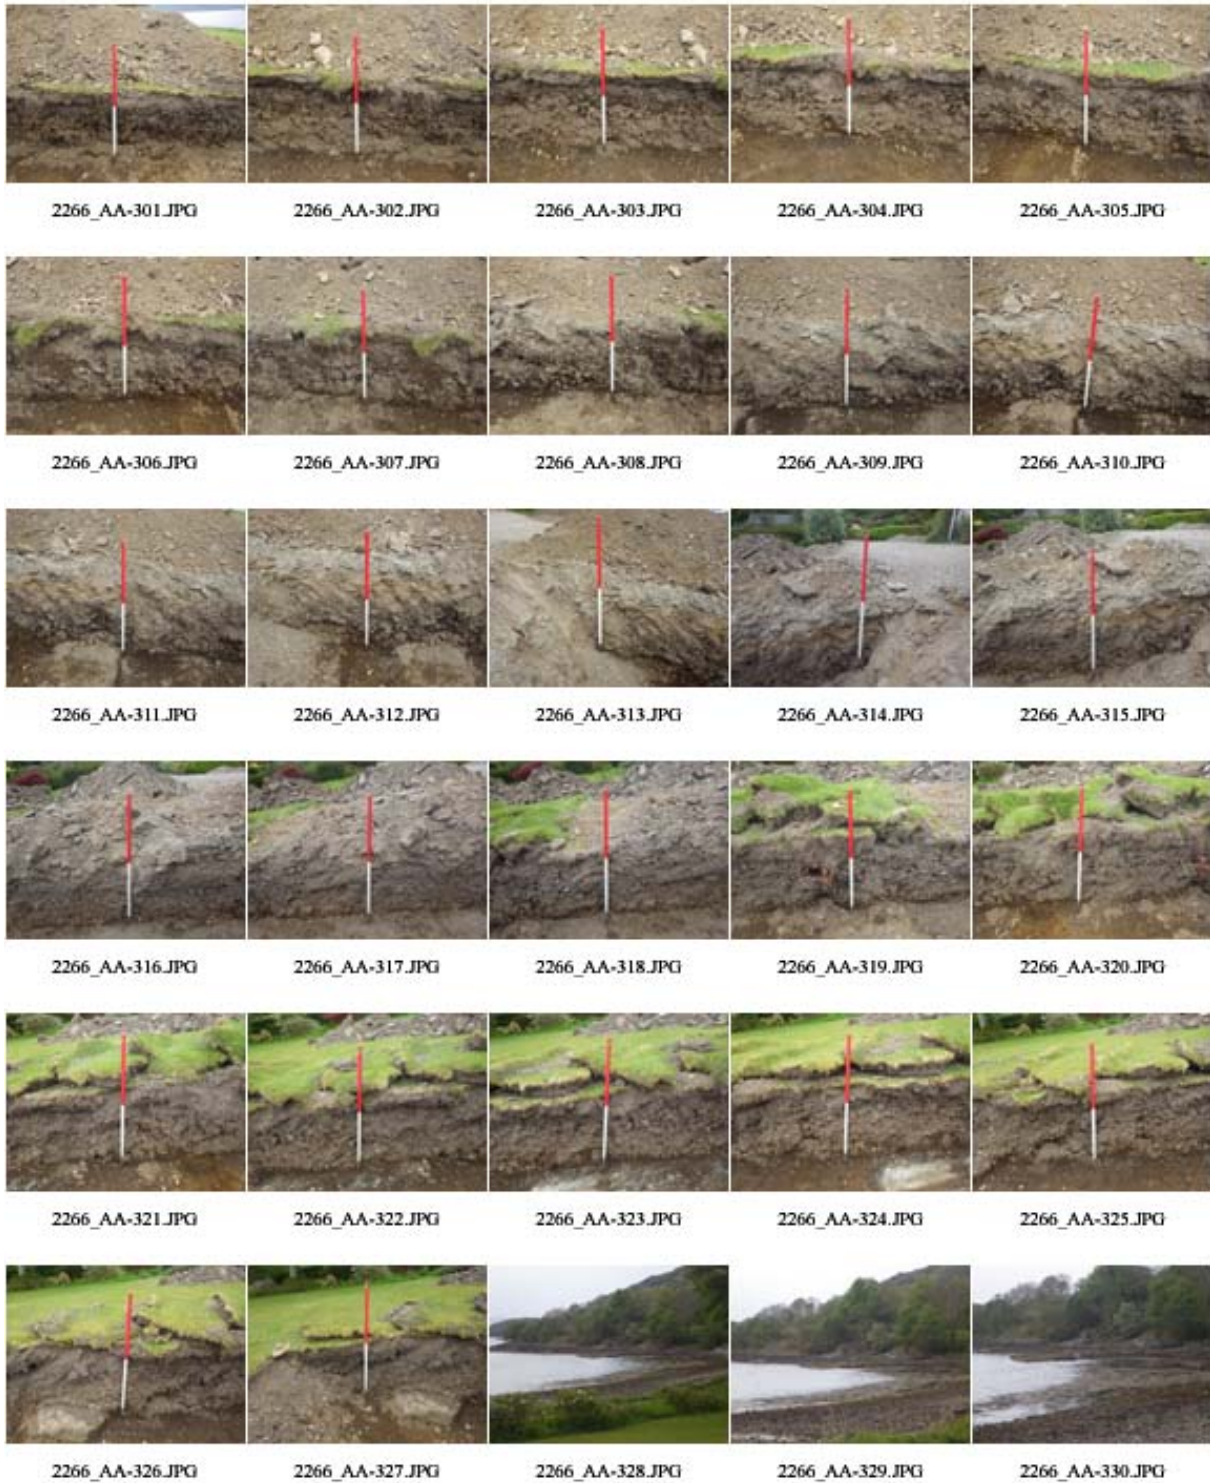 2266_AA-301.JPG 2266_AA-302.JPG 2266_AA-303.JPG 2266_AA-304.JPG 2266_AA-305.JPG
2266_AA-306.JPG 2266_AA-307.JPG 2266_AA-308.JPG 2266_AA-309.JPG 2266_AA-310.JPG
2266_AA-311.JPG 2266_AA-312.JPG 2266_AA-313.JPG 2266_AA-314.JPG 2266_AA-315.JPG
2266_AA-316.JPG 2266_AA-317.JPG 2266_AA-318.JPG 2266_AA-319.JPG 2266_AA-320.JPG
2266_AA-321.JPG 2266_AA-322.JPG 2266_AA-323.JPG 2266_AA-324.JPG 2266_AA-325.JPG
2266_AA-326.JPG 2266_AA-327.JPG 2266_AA-328.JPG 2266_AA-329.JPG 2266_AA-330.JPG